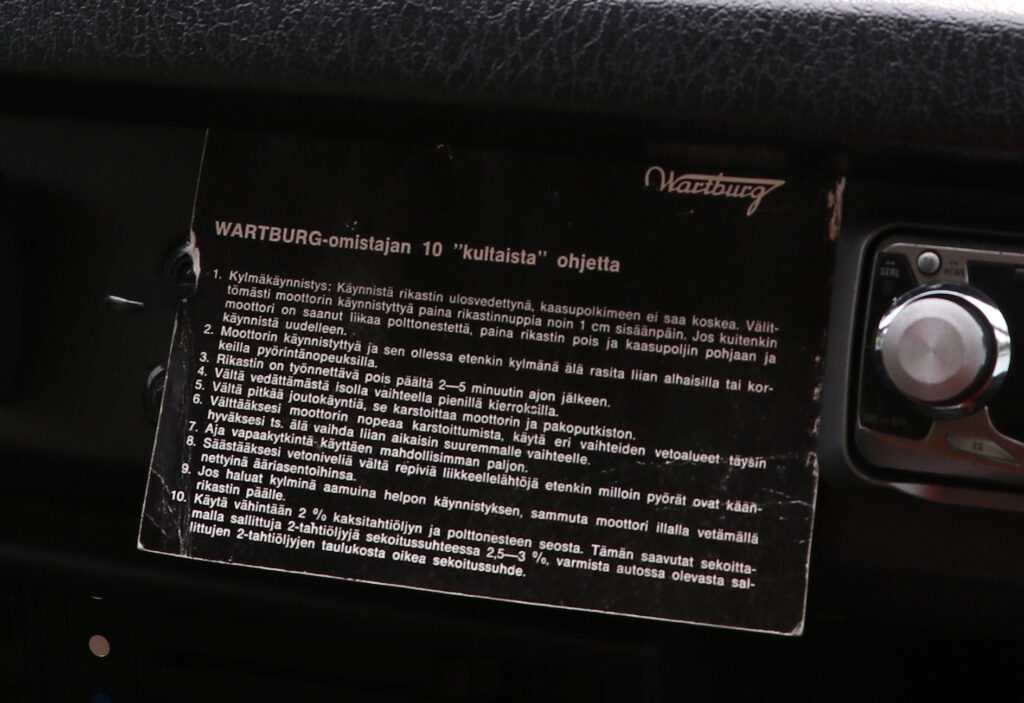 Wartburg
WARTBURG-omistajan 10 ”kultaista” ohjetta
1. Kylmäkäynnistys: Käynnistä rikastin ulosvedettynä, kaasupolkimeen ei saa koskea. Välit-
tömästi moottorin käynnistyttyä paina rikastinnuppia noin 1 cm sisäänpäin. Jos kuitenkin
moottori on saanut liikaa polttonestettä, paina rikastin pois ja kaasupoljin pohjaan ja
käynnistä uudelleen.
2. Moottorin käynnistyttyä ja sen ollessa etenkin kylmänä älä rasita liian alhaisilla tai kor-
keilla pyörintänopeuksilla.
3. Rikastin on työnnettävä pois päältä 2—5 minuutin ajon jälkeen.
4. Vältä vedättämästä isolla vaihteella pienillä kierroksilla.
5. Vältä pitkää joutokäyntiä, se karstoittaa moottorin ja pakoputkiston.
6. Välttääksesi moottorin nopeaa karstoittumista, käytä eri vaihteiden vetoalueet täysin
hyväksesi ts. älä vaihda liian aikaisin suuremmalle vaihteelle.
7. Aja vapaakytkintä käyttäen mahdollisimman paljon.
8. Säästääksesi vetoniveliä vältä repiviä liikkeellelähtöjä etenkin milloin pyörät ovat kään-
nettyinä ääriasentoihinsa.
9. Jos haluat kylminä aamuina helpon käynnistyksen, sammuta moottori illalla vetämällä
rikastin päälle.
10. Käytä vähintään 2 % kaksitahtiöljyn ja polttonesteen seosta. Tämän saavutat sekoitta-
malla sallittuja 2-tahtiöljyjä sekoitussuhteessa 2,5—3 %, varmista autossa olevasta sal-
littujen 2-tahtiöljyjen taulukosta oikea sekoitussuhde.